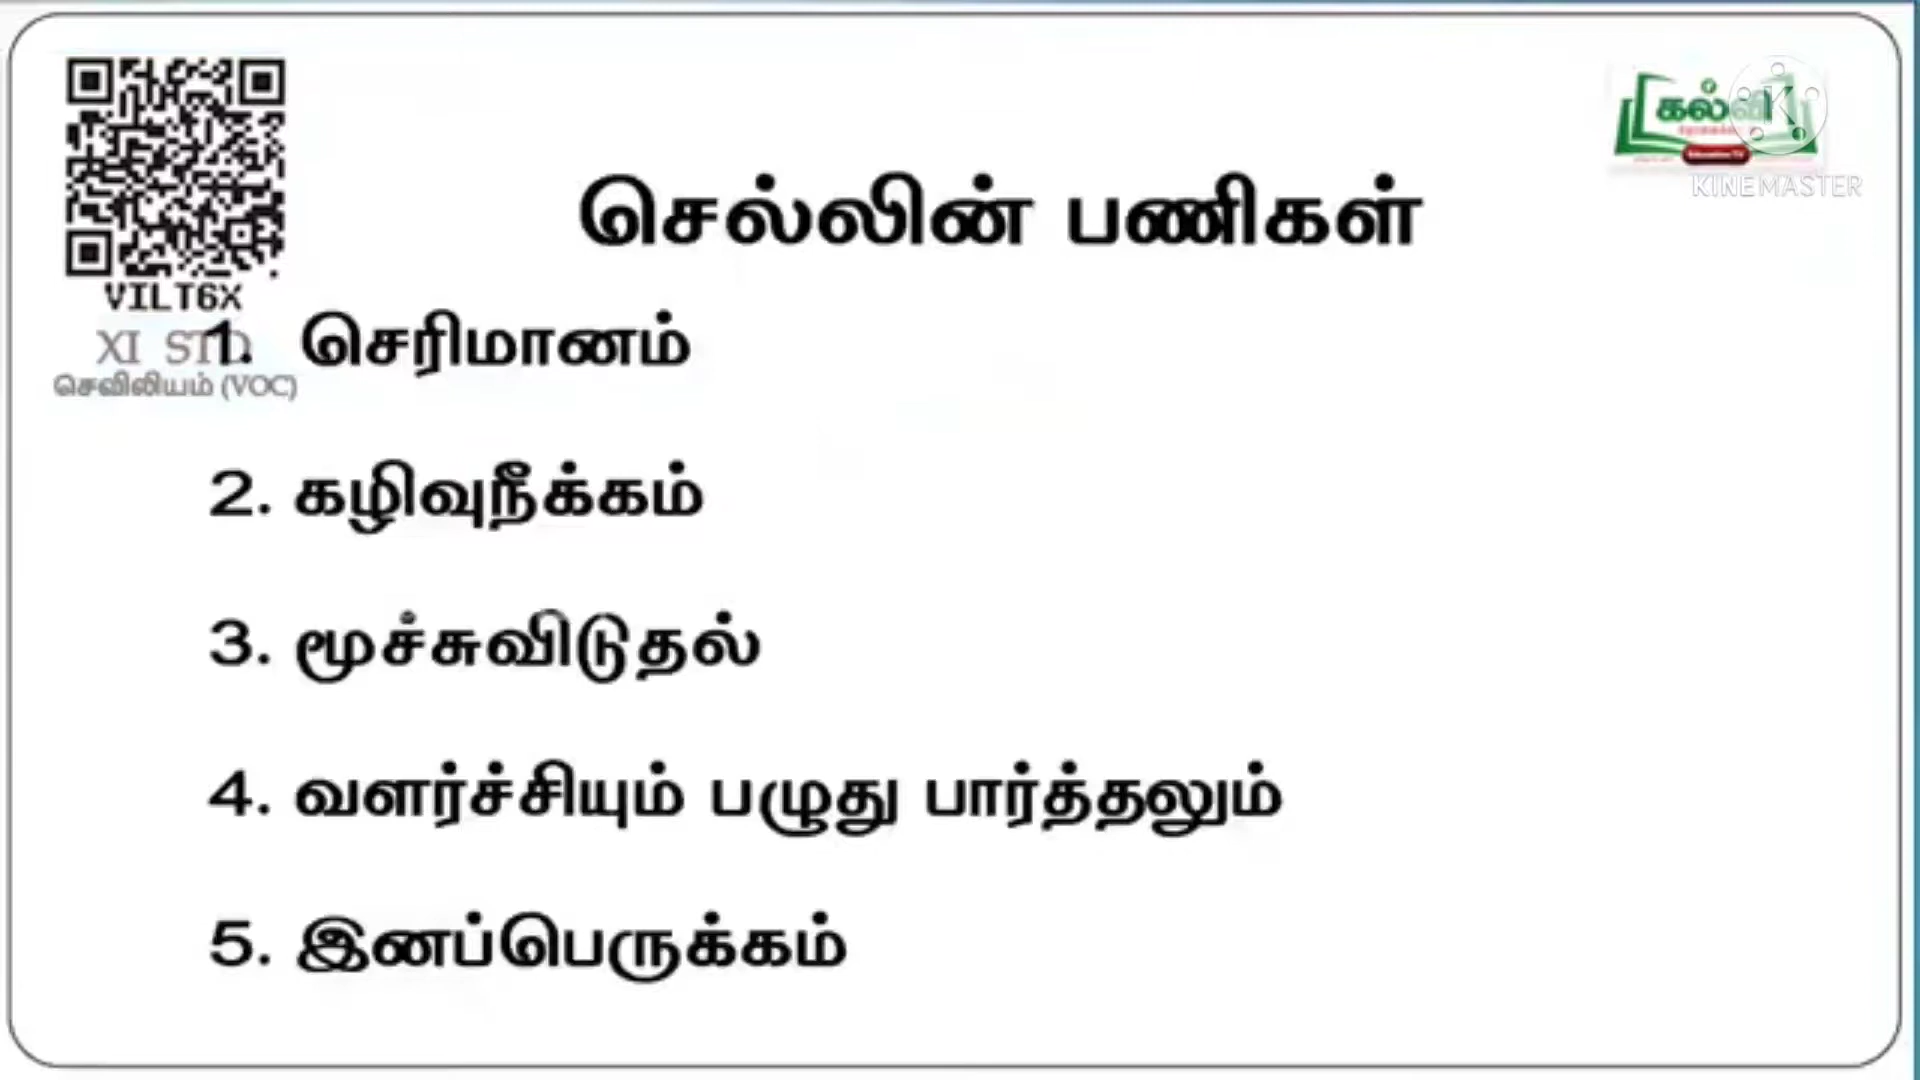 VILT6X
XI STD
செவிலியம் (VOC)
கல்வி
KINEMASTER
செல்லின் பணிகள்
1. செரிமானம்
2. கழிவுநீக்கம்
3. மூச்சுவிடுதல்
4. வளர்ச்சியும் பழுது பார்த்தலும்
5. இனப்பெருக்கம்